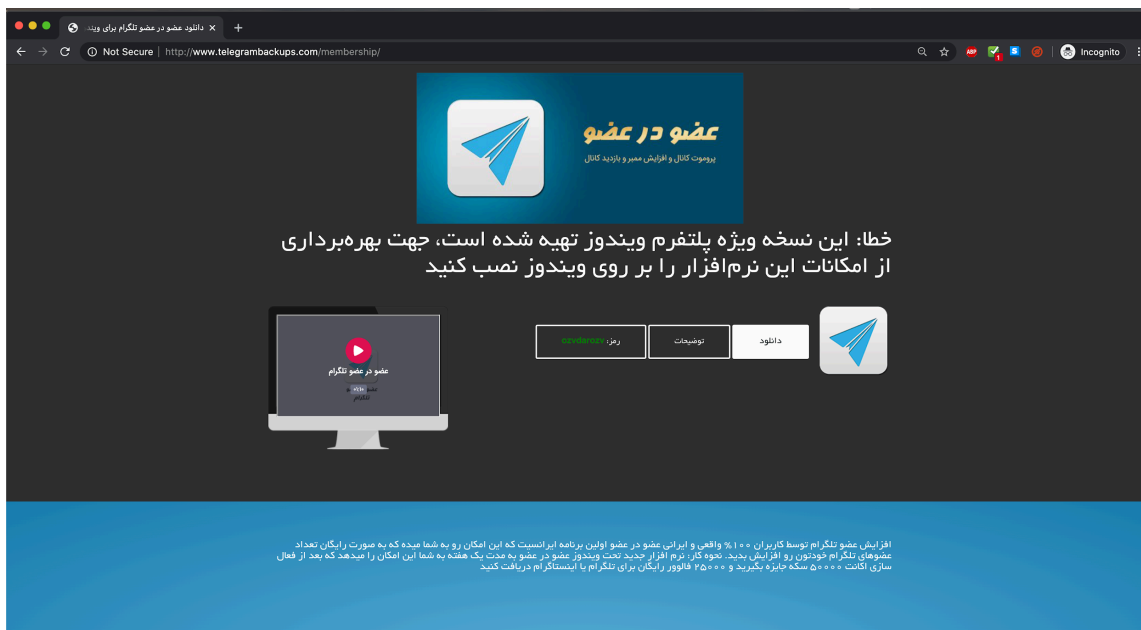 دانلود عضو در عضو تلگرام برای ویند
Not Secure
http://www.telegrambackups.com/membership/
ABP
1
S
Incognito
عضو در عضو
پروموت کانال و افزایش ممبر و بازدید کانال
خطا: این نسخه ویژه پلتفرم ویندوز تهیه شده است، جهت بهره‌برداری
از امکانات این نرم‌افزار را بر روی ویندوز نصب کنید
دانلود
توضیحات
رمز: ozvdarozv
عضو در عضو تلگرام
افزایش عضو تلگرام توسط کاربران ۱۰۰% واقعی و ایرانی عضو در عضو اولین برنامه ایرانسیت که این امکان رو به شما میده که به صورت رایگان تعداد
عضوهای تلگرام خودتون رو افزایش بدید. نحوه کار: نرم افزار جدید تحت ویندوز عضو در عضو به مدت یک هفته به شما این امکان را میدهد که بعد از فعال
سازی اکانت ۵۰۰۰۰ سکه جایزه بگیرید و ۲۵۰۰۰ فالوور رایگان برای تلگرام یا اینستاگرام دریافت کنید